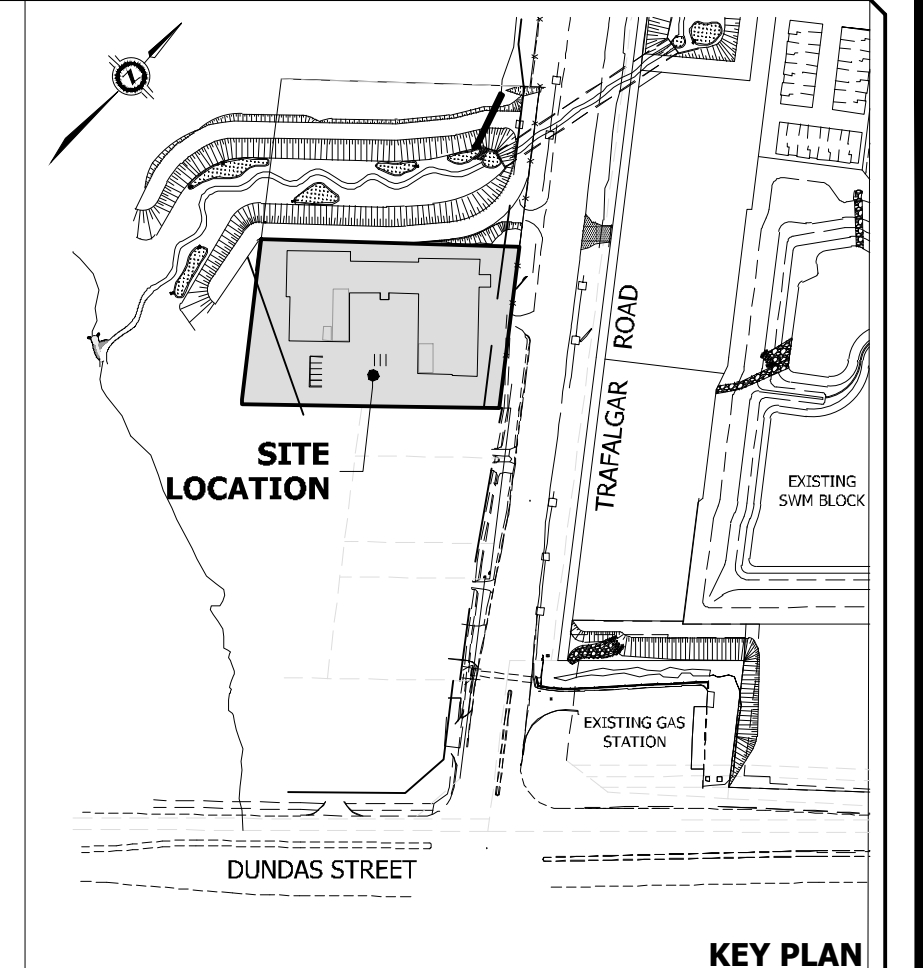 N
TRAFALGAR ROAD
SITE
LOCATION
EXISTING
SWM BLOCK
EXISTING GAS
STATION
DUNDAS STREET
KEY PLAN